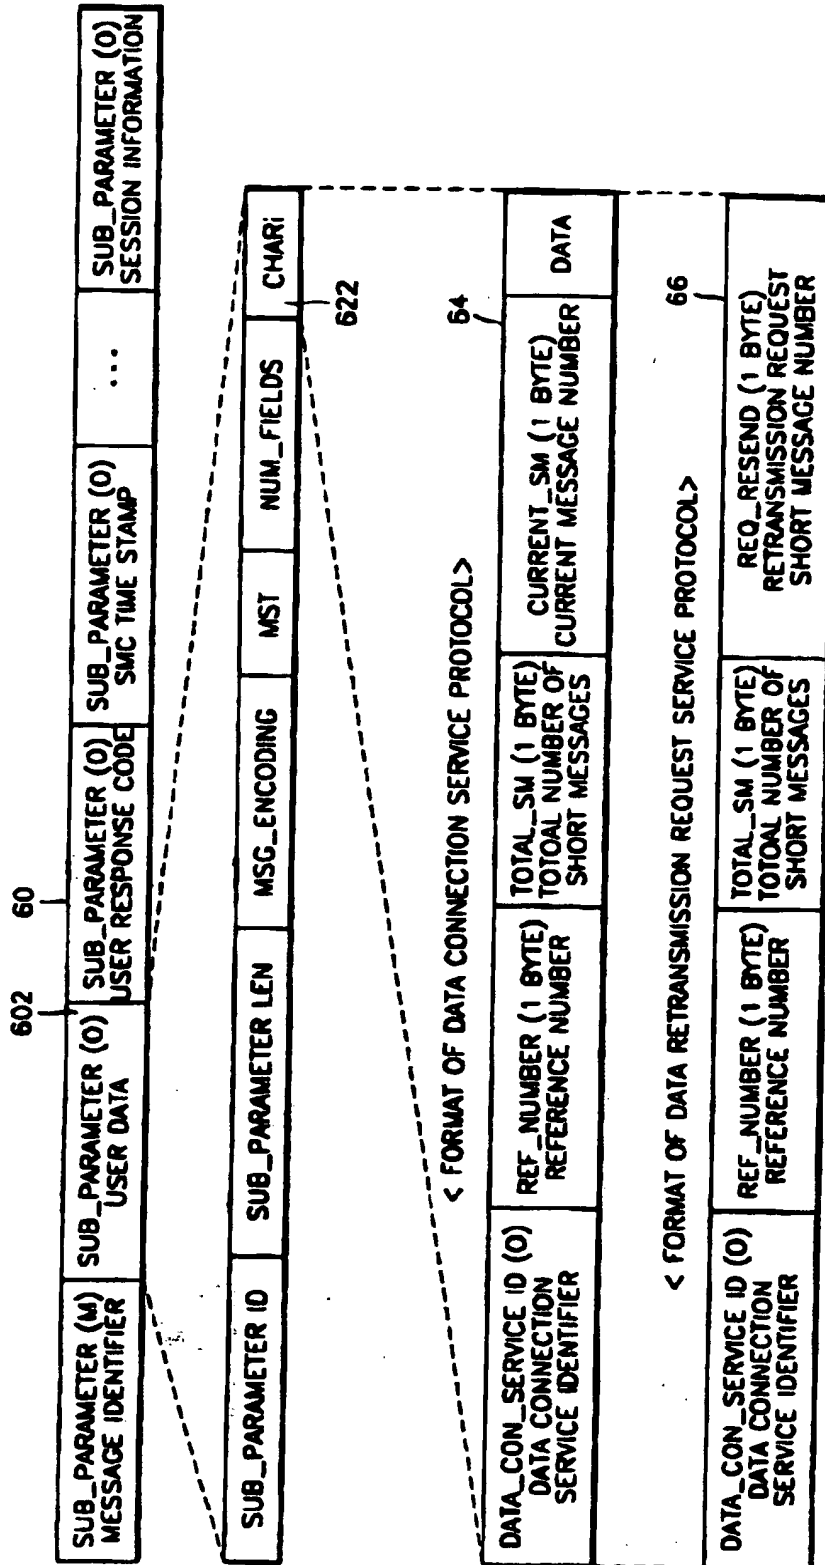 60
602
SUB_PARAMETER (M)
MESSAGE IDENTIFIER
SUB_PARAMETER (O)
USER DATA
SUB_PARAMETER (O)
USER RESPONSE CODE
SUB_PARAMETER (O)
SMC TIME STAMP
...
SUB_PARAMETER (O)
SESSION INFORMATION
SUB_PARAMETER ID
SUB_PARAMETER LEN
MSG_ENCODING
MST
NUM_FIELDS
CHARi
622
< FORMAT OF DATA CONNECTION SERVICE PROTOCOL>
64
DATA_CON_SERVICE ID (O)
DATA CONNECTION
SERVICE IDENTIFIER
REF_NUMBER (1 BYTE)
REFERENCE NUMBER
TOTAL_SM (1 BYTE)
TOTOAL NUMBER OF
SHORT MESSAGES
CURRENT_SM (1 BYTE)
CURRENT MESSAGE NUMBER
DATA
< FORMAT OF DATA RETRANSMISSION REQUEST SERVICE PROTOCOL>
66
DATA_CON_SERVICE ID (O)
DATA CONNECTION
SERVICE IDENTIFIER
REF_NUMBER (1 BYTE)
REFERENCE NUMBER
TOTAL_SM (1 BYTE)
TOTOAL NUMBER OF
SHORT MESSAGES
REQ_RESEND (1 BYTE)
RETRANSMISSION REQUEST
SHORT MESSAGE NUMBER